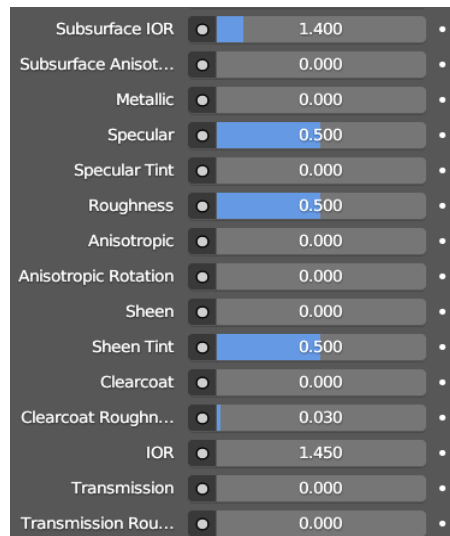 Subsurface IOR 1.400
Subsurface Anisot... 0.000
Metallic 0.000
Specular 0.500
Specular Tint 0.000
Roughness 0.500
Anisotropic 0.000
Anisotropic Rotation 0.000
Sheen 0.000
Sheen Tint 0.500
Clearcoat 0.000
Clearcoat Roughn... 0.030
IOR 1.450
Transmission 0.000
Transmission Rou... 0.000